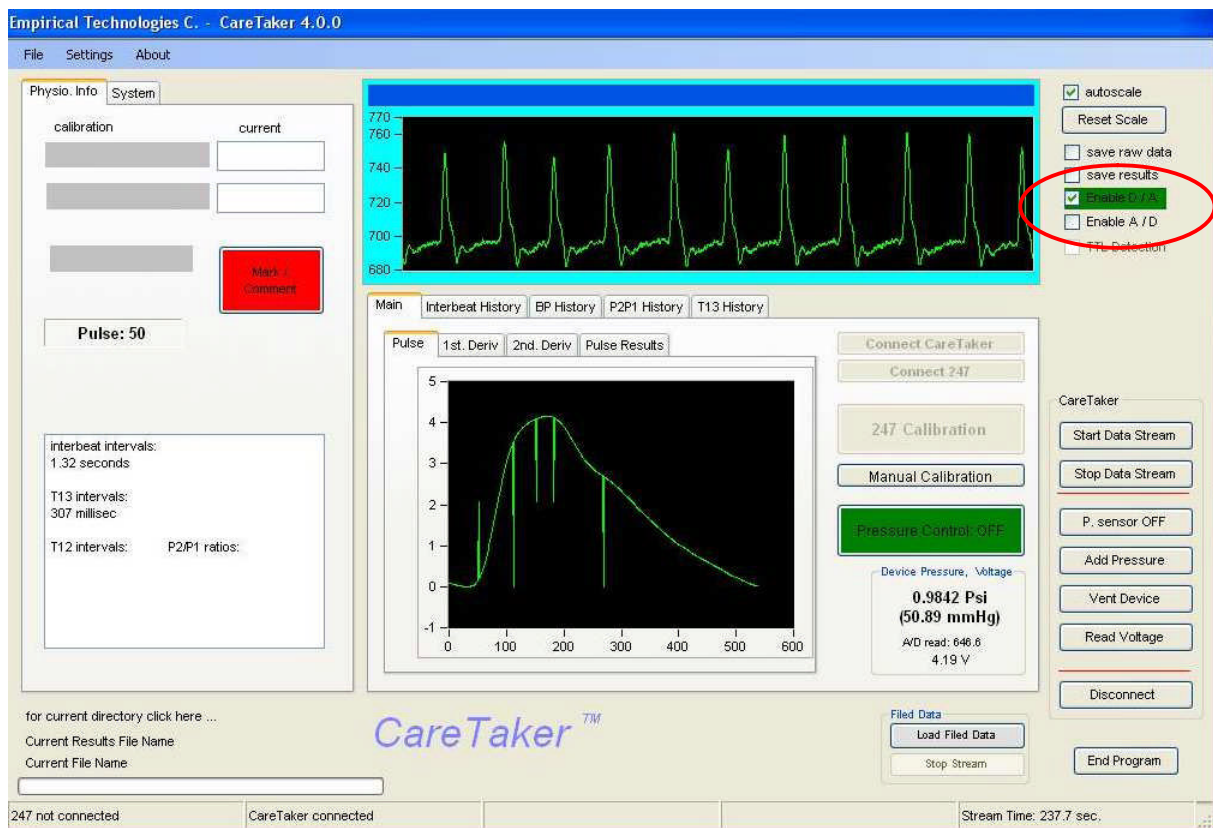 Empirical Technologies C. - CareTaker 4.0.0
File Settings About
Physio. Info System
calibration current
Mark / Comment
Pulse: 50
interbeat intervals:
1.32 seconds
T13 intervals:
307 millisec
T12 intervals: P2/P1 ratios:
770
760
740
720
700
680
Main Interbeat History BP History P2P1 History T13 History
Pulse 1st. Deriv 2nd. Deriv Pulse Results
5
4
3
2
1
0
-1
0 100 200 300 400 500 600
Connect CareTaker
Connect 247
247 Calibration
Manual Calibration
Pressure Control: OFF
Device Pressure, Voltage
0.9842 Psi
(50.89 mmHg)
A/D read: 646.6
4.19 V
autoscale
Reset Scale
save raw data
save results
Enable D / A
Enable A / D
TTL Detection
CareTaker
Start Data Stream
Stop Data Stream
P. sensor OFF
Add Pressure
Vent Device
Read Voltage
Disconnect
End Program
for current directory click here ...
Current Results File Name
Current File Name
CareTaker TM
Filed Data
Load Filed Data
Stop Stream
247 not connected CareTaker connected Stream Time: 237.7 sec.